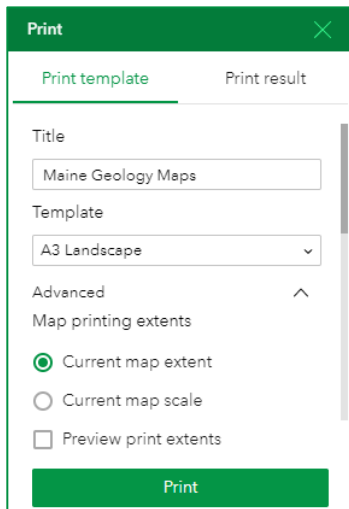 Print
Print template Print result
Title
Maine Geology Maps
Template
A3 Landscape
Advanced
Map printing extents
Current map extent
Current map scale
Preview print extents
Print